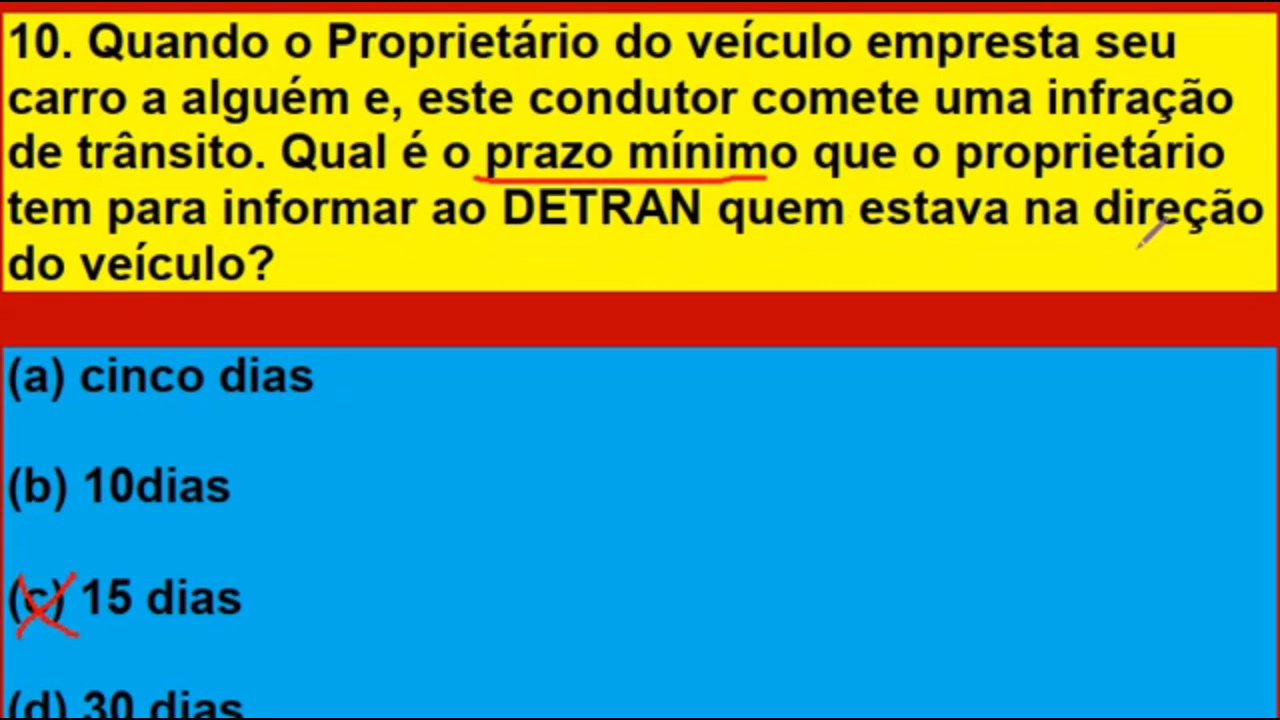 10. Quando o Proprietário do veículo empresta seu
carro a alguém e, este condutor comete uma infração
de trânsito. Qual é o prazo mínimo que o proprietário
tem para informar ao DETRAN quem estava na direção
do veículo?
(a) cinco dias
(b) 10dias
(c) 15 dias
(d) 30 dias